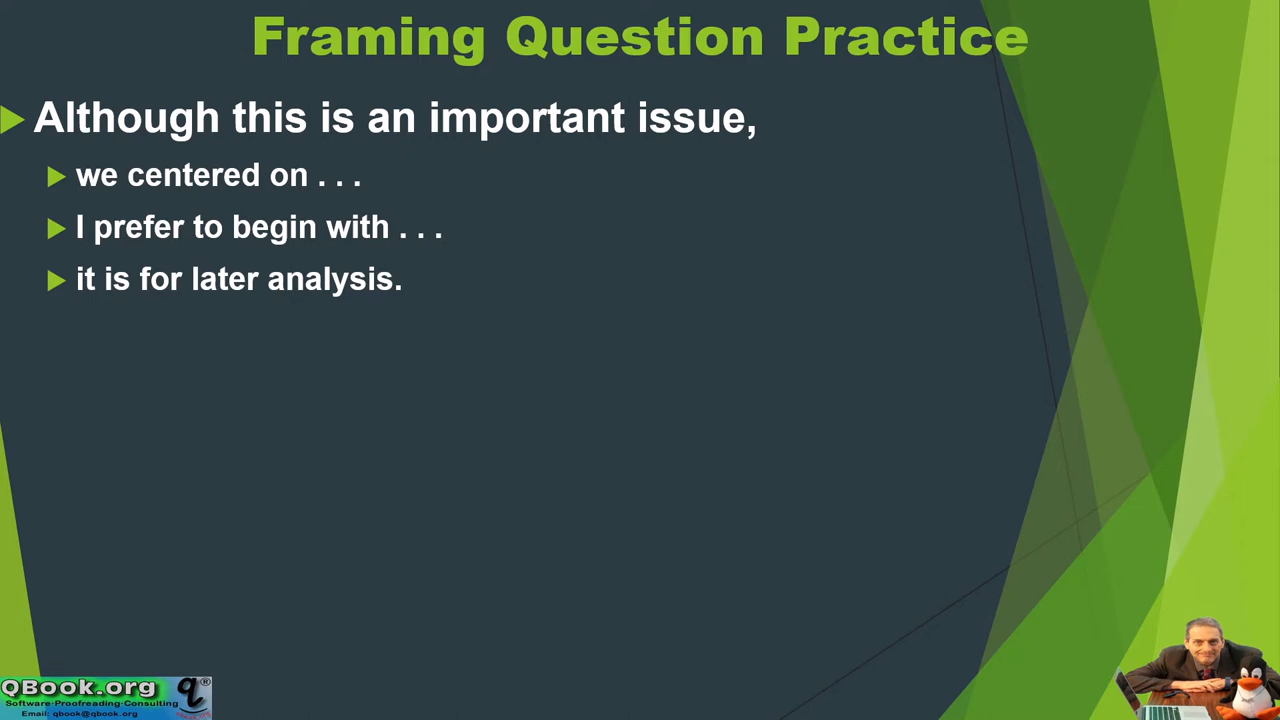 Framing Question Practice
Although this is an important issue,
we centered on . . .
I prefer to begin with . . .
it is for later analysis.
QBook.org q®
Software·Proofreading·Consulting
Email: qbook@qbook.org